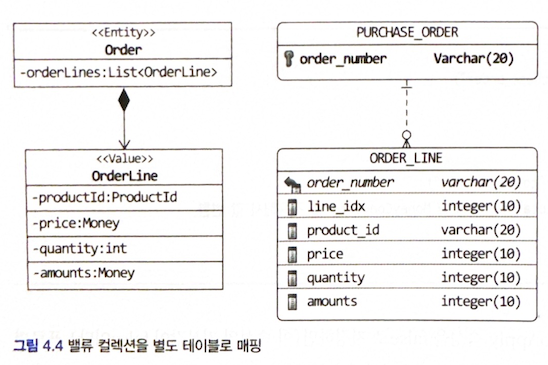 <<Entity>>
Order
-orderLines:List<OrderLine>
<<Value>>
OrderLine
-productId:ProductId
-price:Money
-quantity:int
-amounts:Money
PURCHASE_ORDER
order_number Varchar(20)
ORDER_LINE
order_number varchar(20)
line_idx integer(10)
product_id varchar(20)
price integer(10)
quantity integer(10)
amounts integer(10)
그림 4.4 밸류 컬렉션을 별도 테이블로 매핑